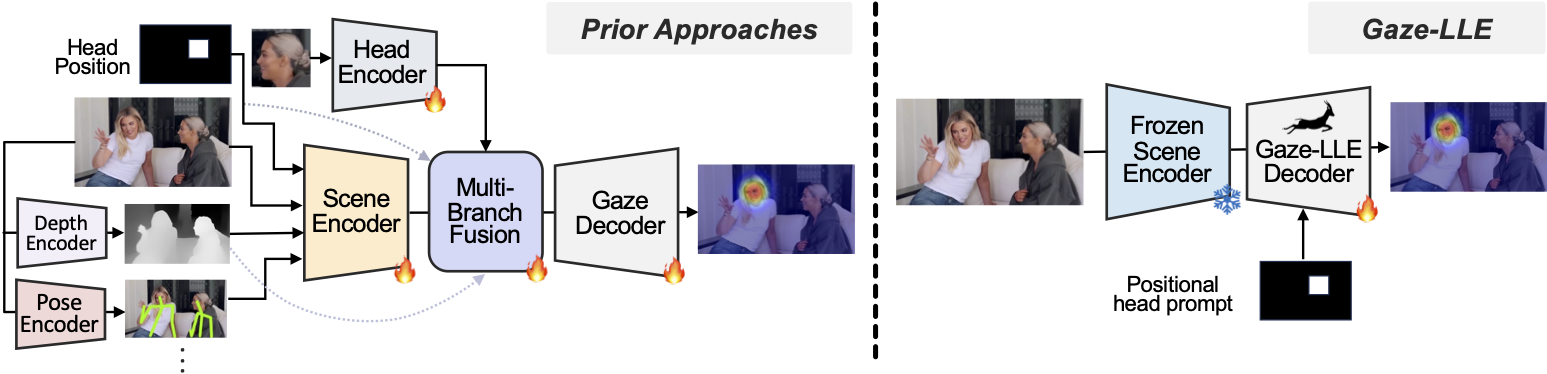 Prior Approaches
Head
Position
Head
Encoder
Scene
Encoder
Multi-
Branch
Fusion
Gaze
Decoder
Depth
Encoder
Pose
Encoder
Gaze-LLE
Frozen
Scene
Encoder
Gaze-LLE
Decoder
Positional
head prompt